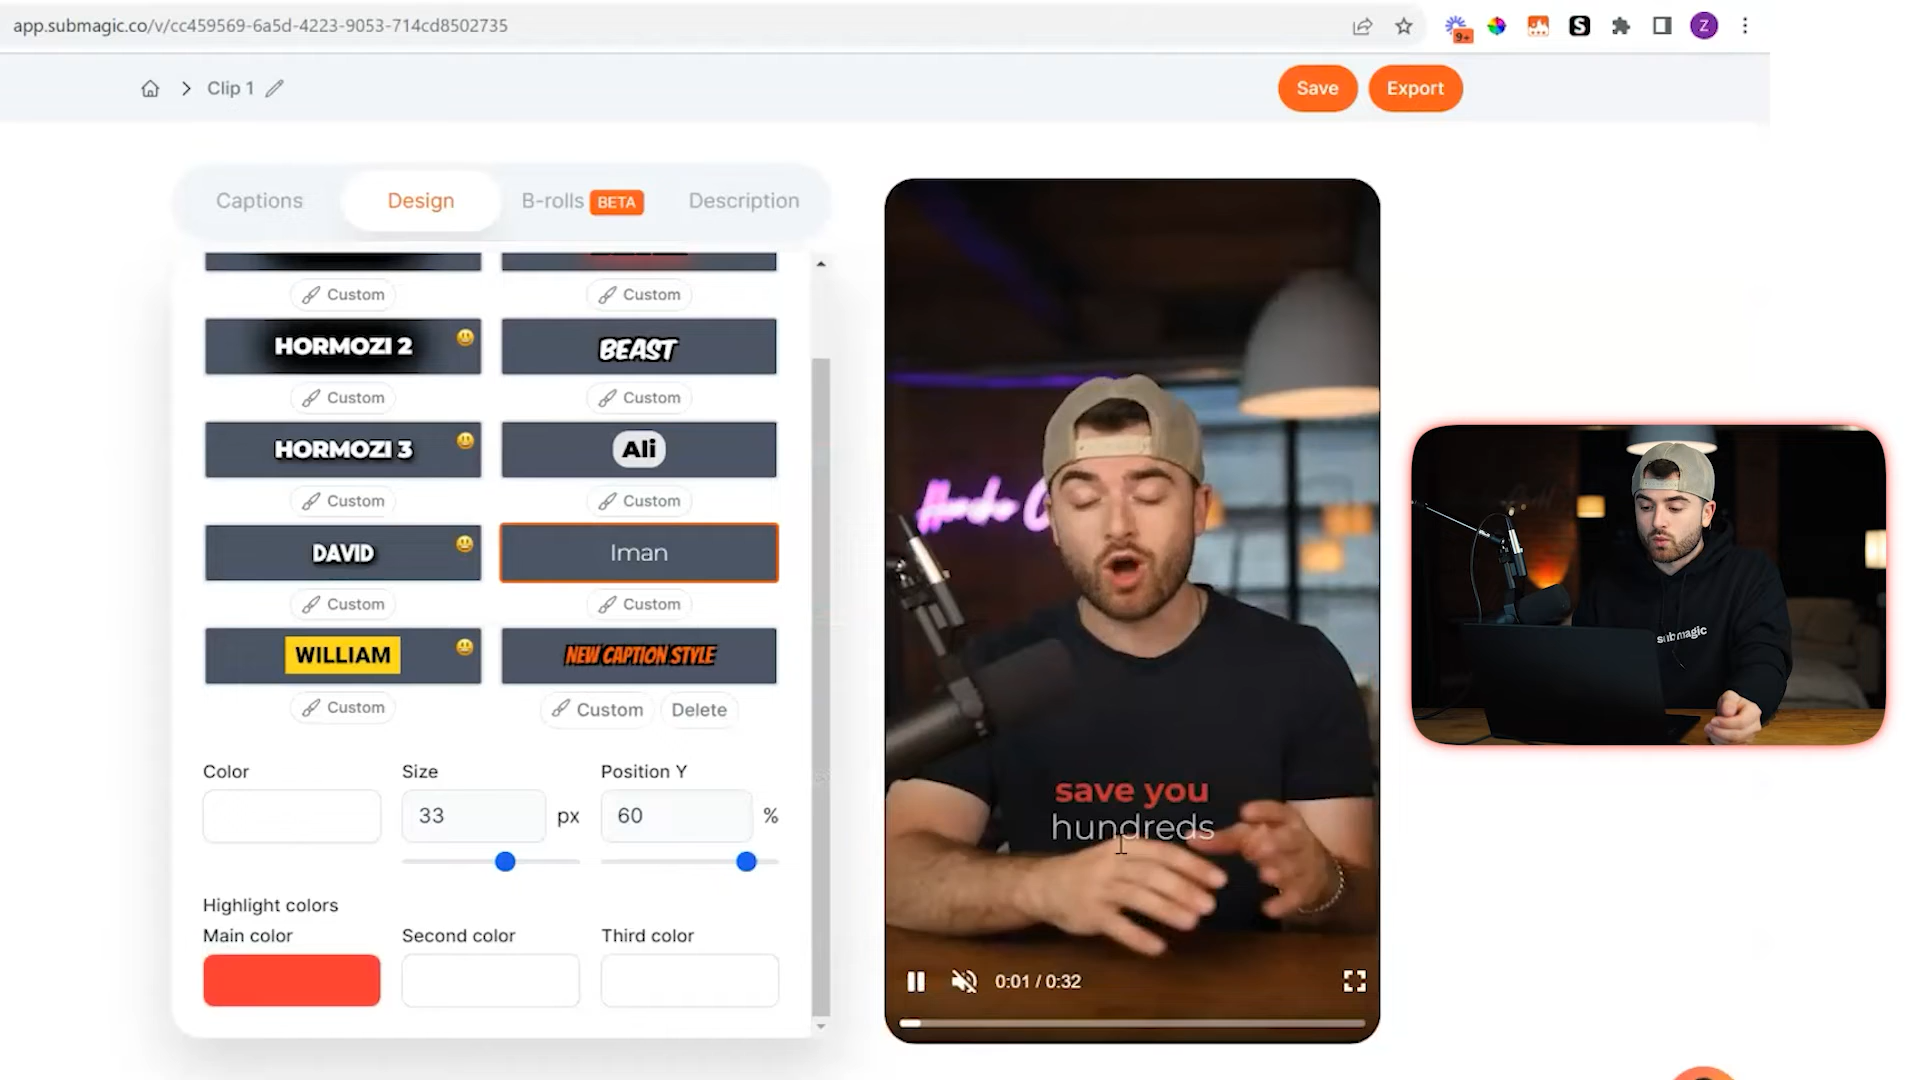 app.submagic.co/v/cc459569-6a5d-4223-9053-714cd8502735
9+
S
Z
Clip 1
Save
Export
Captions
Design
B-rolls BETA
Description
Custom
Custom
HORMOZI 2
BEAST
Custom
Custom
HORMOZI 3
Ali
Custom
Custom
DAVID
Iman
Custom
Custom
WILLIAM
NEW CAPTION STYLE
Custom
Custom
Delete
Color
Size
Position Y
33
px
60
%
Highlight colors
Main color
Second color
Third color
save you
hundreds
0:01 / 0:32
submagic